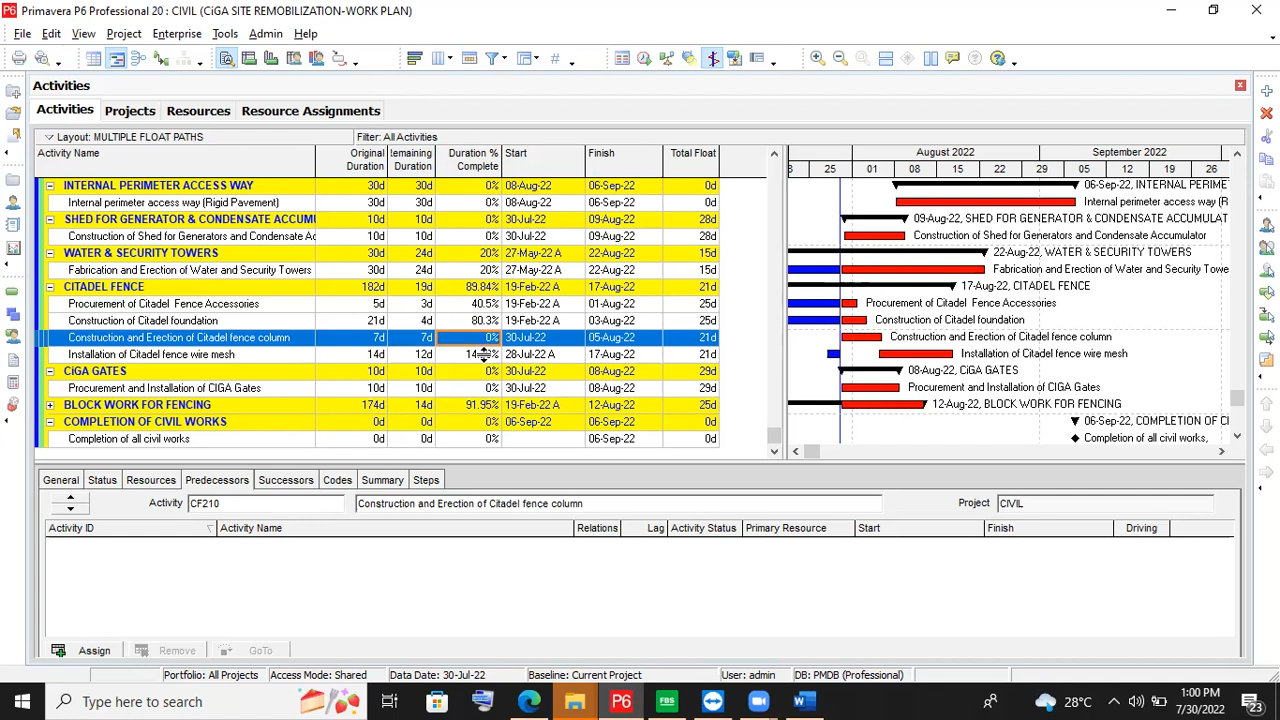 Primavera P6 Professional 20 : CIVIL (CiGA SITE REMOBILIZATION-WORK PLAN)
File Edit View Project Enterprise Tools Admin Help
Activities
Activities Projects Resources Resource Assignments
Layout: MULTIPLE FLOAT PATHS Filter: All Activities
Activity Name Original Duration Remaining Duration Duration % Complete Start Finish Total Float
August 2022 September 2022
25 01 08 15 22 29 05 12 19 26
INTERNAL PERIMETER ACCESS WAY 30d 30d 0% 08-Aug-22 06-Sep-22 0d 06-Sep-22, INTERNAL PERIME
Internal perimeter access way (Rigid Pavement) 30d 30d 0% 08-Aug-22 06-Sep-22 0d Internal perimeter access way (R
SHED FOR GENERATOR & CONDENSATE ACCUMU 10d 10d 0% 30-Jul-22 09-Aug-22 28d 09-Aug-22, SHED FOR GENERATOR & CONDENSATE ACCUMULAT
Construction of Shed for Generators and Condensate Ac 10d 10d 0% 30-Jul-22 09-Aug-22 28d Construction of Shed for Generators and Condensate Accumulator
WATER & SECURITY TOWERS 30d 24d 20% 27-May-22 A 22-Aug-22 15d 22-Aug-22, WATER & SECURITY TOWERS
Fabrication and Erection of Water and Security Towers 30d 24d 20% 27-May-22 A 22-Aug-22 15d Fabrication and Erection of Water and Security Towe
CITADEL FENCE 182d 19d 89.84% 19-Feb-22 A 17-Aug-22 21d 17-Aug-22, CITADEL FENCE
Procurement of Citadel Fence Accessories 5d 3d 40.5% 19-Feb-22 A 01-Aug-22 25d Procurement of Citadel Fence Accessories
Construction of Citadel foundation 21d 4d 80.3% 19-Feb-22 A 03-Aug-22 25d Construction of Citadel foundation
Construction and Erection of Citadel fence column 7d 7d 0% 30-Jul-22 05-Aug-22 21d Construction and Erection of Citadel fence column
Installation of Citadel fence wire mesh 14d 12d 28-Jul-22 A 17-Aug-22 21d Installation of Citadel fence wire mesh
CiGA GATES 10d 10d 0% 30-Jul-22 08-Aug-22 29d 08-Aug-22, CiGA GATES
Procurement and Installation of CIGA Gates 10d 10d 0% 30-Jul-22 08-Aug-22 29d Procurement and Installation of CIGA Gates
BLOCK WORK FOR FENCING 174d 14d 91.95% 19-Feb-22 A 12-Aug-22 25d 12-Aug-22, BLOCK WORK FOR FENCING
COMPLETION OF CIVIL WORKS 0d 0d 0% 06-Sep-22 06-Sep-22 0d 06-Sep-22, COMPLETION OF CI
Completion of all civil works 0d 0d 0% 06-Sep-22 0d Completion of all civil works,
General Status Resources Predecessors Successors Codes Summary Steps
Activity CF210 Construction and Erection of Citadel fence column Project CIVIL
Activity ID Activity Name Relations Lag Activity Status Primary Resource Start Finish Driving
Assign Remove GoTo
Portfolio: All Projects Access Mode: Shared Data Date: 30-Jul-22 Baseline: Current Project User: admin DB: PMDB (Professional)
Type here to search P6 FBS 28°C 1:00 PM
7/30/2022 23